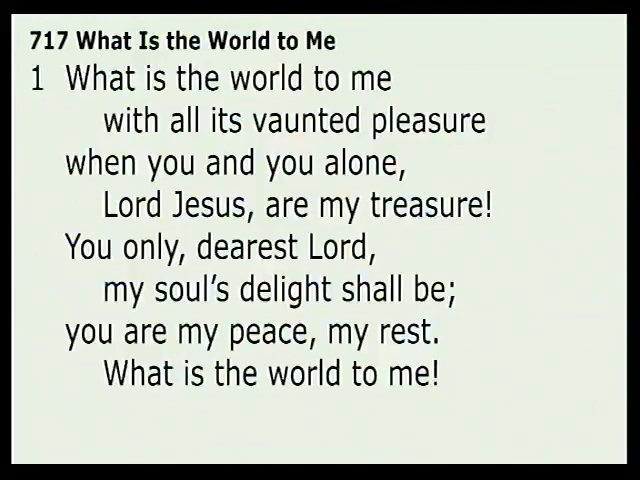 717 What Is the World to Me
1 What is the world to me
with all its vaunted pleasure
when you and you alone,
Lord Jesus, are my treasure!
You only, dearest Lord,
my soul's delight shall be;
you are my peace, my rest.
What is the world to me!